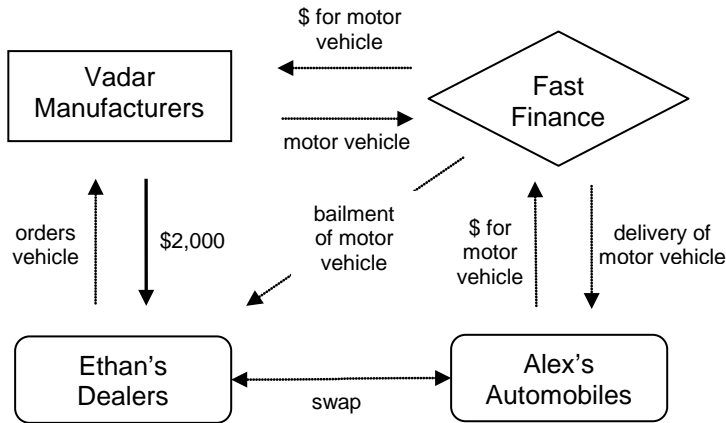 $ for motor
vehicle
Vadar
Manufacturers
Fast
Finance
motor vehicle
orders
vehicle
$2,000
bailment
of motor
vehicle
$ for
motor
vehicle
delivery of
motor vehicle
Ethan's
Dealers
swap
Alex's
Automobiles